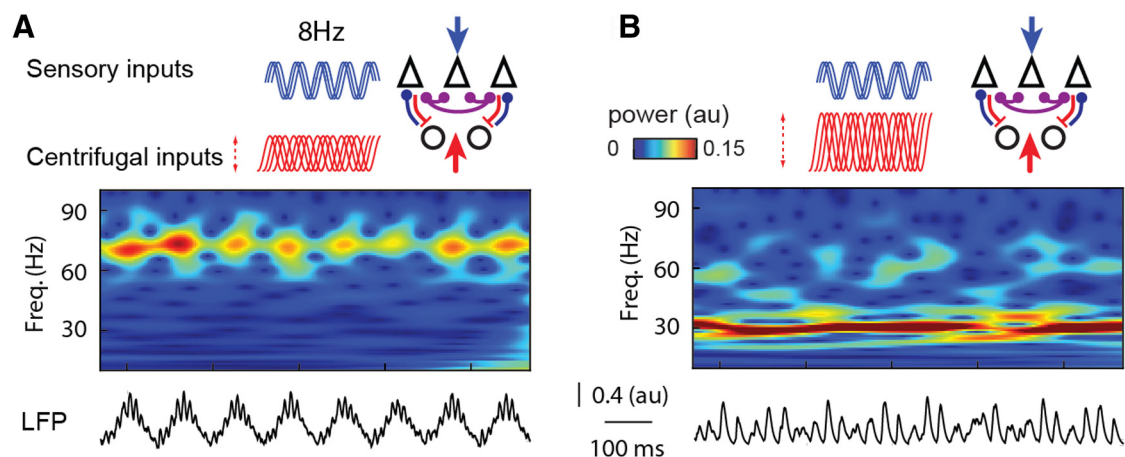 A
8Hz
Sensory inputs
Centrifugal inputs
90
60
30
Freq. (Hz)
LFP
B
power (au)
0 0.15
90
60
30
Freq. (Hz)
0.4 (au)
100 ms